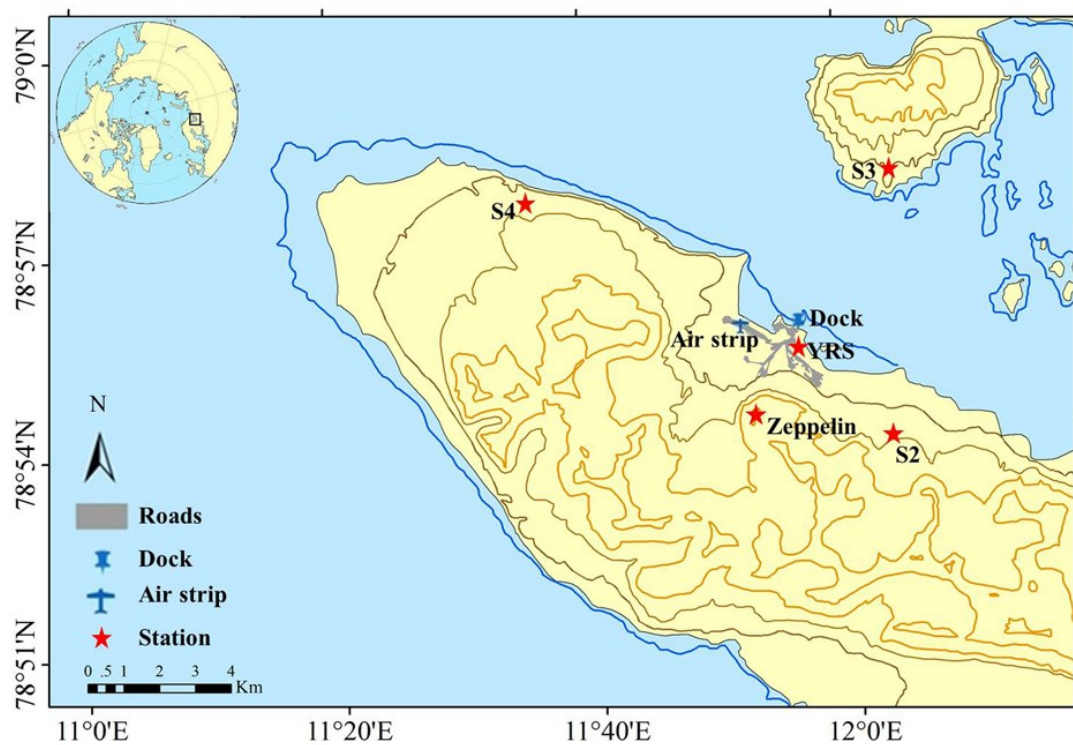 79°0'N
S3
S4
78°57'N
Dock
Air strip
YRS
Zeppelin
S2
78°54'N
N
Roads
Dock
Air strip
Station
78°51'N
0 .5 1 2 3 4
Km
11°0'E 11°20'E 11°40'E 12°0'E